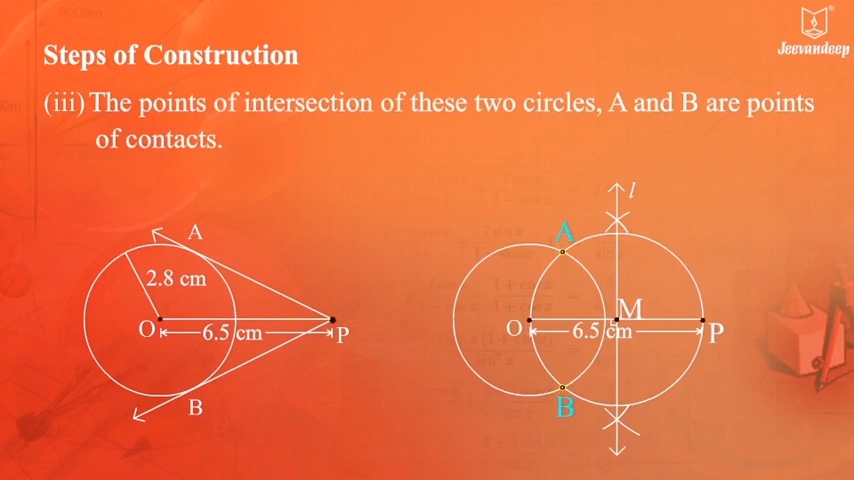 Jeevandeep
Steps of Construction
(iii) The points of intersection of these two circles, A and B are points
of contacts.
l
A
A
2.8 cm
M
O
6.5 cm
P
O
6.5 cm
P
B
B